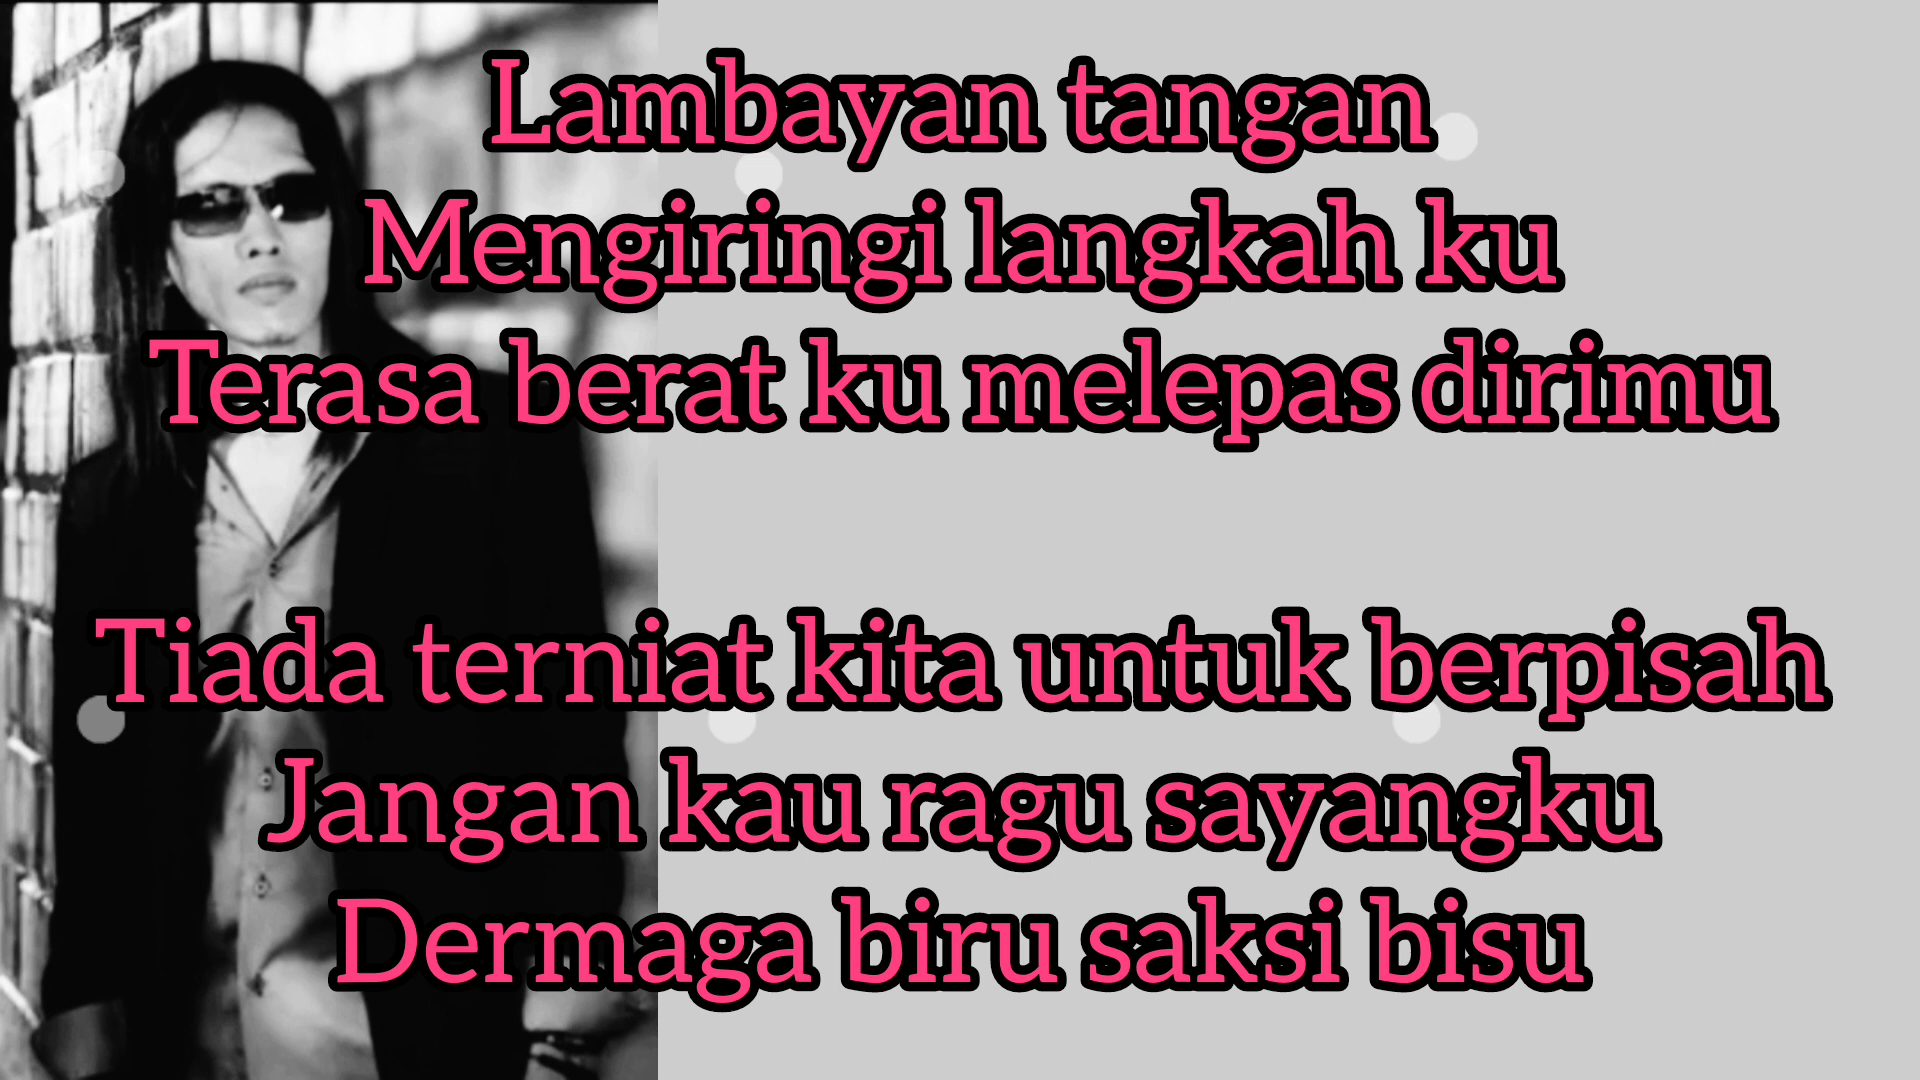 Lambayan tangan
Mengiringi langkah ku
Terasa berat ku melepas dirimu
Tiada terniat kita untuk berpisah
Jangan kau ragu sayangku
Dermaga biru saksi bisu